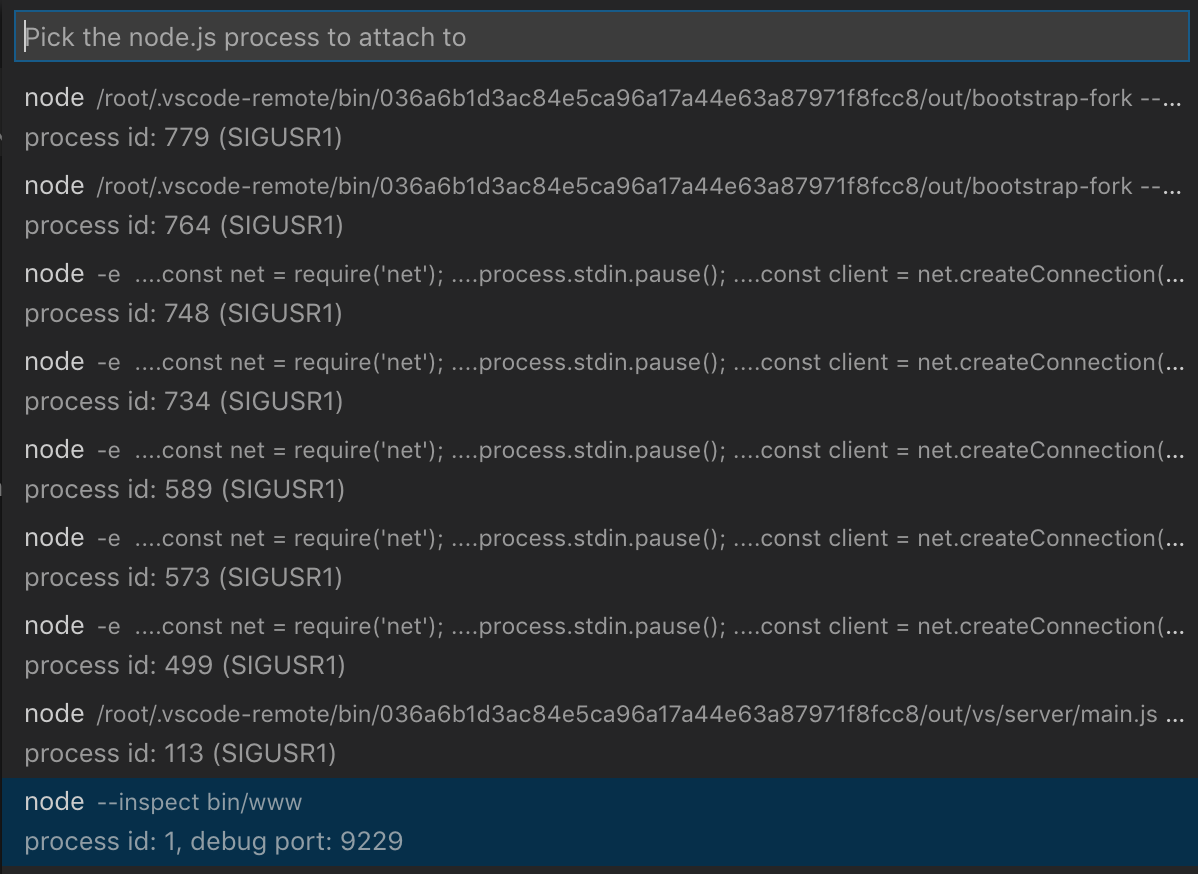 Pick the node.js process to attach to
node /root/.vscode-remote/bin/036a6b1d3ac84e5ca96a17a44e63a87971f8fcc8/out/bootstrap-fork --...
process id: 779 (SIGUSR1)
node /root/.vscode-remote/bin/036a6b1d3ac84e5ca96a17a44e63a87971f8fcc8/out/bootstrap-fork --...
process id: 764 (SIGUSR1)
node -e ....const net = require('net'); ....process.stdin.pause(); ....const client = net.createConnection(...
process id: 748 (SIGUSR1)
node -e ....const net = require('net'); ....process.stdin.pause(); ....const client = net.createConnection(...
process id: 734 (SIGUSR1)
node -e ....const net = require('net'); ....process.stdin.pause(); ....const client = net.createConnection(...
process id: 589 (SIGUSR1)
node -e ....const net = require('net'); ....process.stdin.pause(); ....const client = net.createConnection(...
process id: 573 (SIGUSR1)
node -e ....const net = require('net'); ....process.stdin.pause(); ....const client = net.createConnection(...
process id: 499 (SIGUSR1)
node /root/.vscode-remote/bin/036a6b1d3ac84e5ca96a17a44e63a87971f8fcc8/out/vs/server/main.js ...
process id: 113 (SIGUSR1)
node --inspect bin/www
process id: 1, debug port: 9229